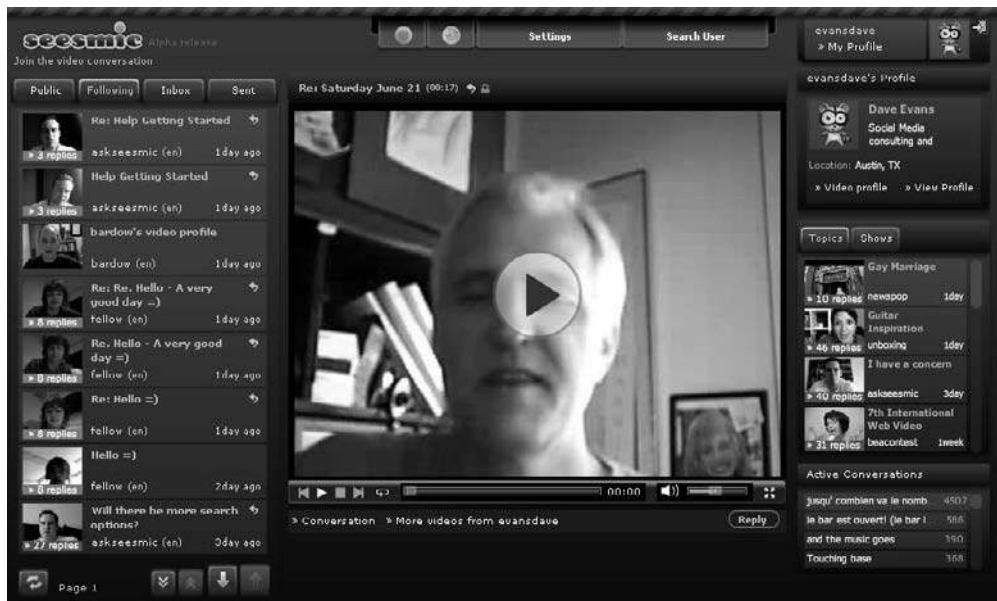 seesmic Alpha release
Join the video conversation
Settings
Search User
evansdave
» My Profile
Public
Following
Inbox
Sent
Re: Help Getting Started
» 3 replies
askseesmic (en)
1day ago
Help Getting Started
» 3 replies
askseesmic (en)
1day ago
bardow's video profile
bardow (en)
1day ago
Re: Re. Hello - A very
good day =)
» 8 replies
fellow (en)
1day ago
Re. Hello - A very good
day =)
» 0 replies
fellow (en)
1day ago
Re: Hello =)
» 8 replies
fellow (en)
1day ago
Hello =)
» 0 replies
fellow (en)
2day ago
Will there be more search
options?
» 27 replies
askseesmic (en)
3day ago
Page 1
Re: Saturday June 21 (00:17)
00:00
» Conversation » More videos from evansdave
Reply
evansdave's Profile
Dave Evans
Social Media
consulting and
Location: Austin, TX
» Video profile » View Profile
Topics
Shows
Gay Marriage
» 10 replies
newspop
1day
Guitar
Inspiration
» 46 replies
unboxing
1day
I have a concern
» 40 replies
askseesmic
3day
7th International
Web Video
» 31 replies
beacontest
1week
Active Conversations
jusqu' combien va le nomb... 4507
le bar est ouvert! (le bar l... 586
and the music goes 390
Touching base 368